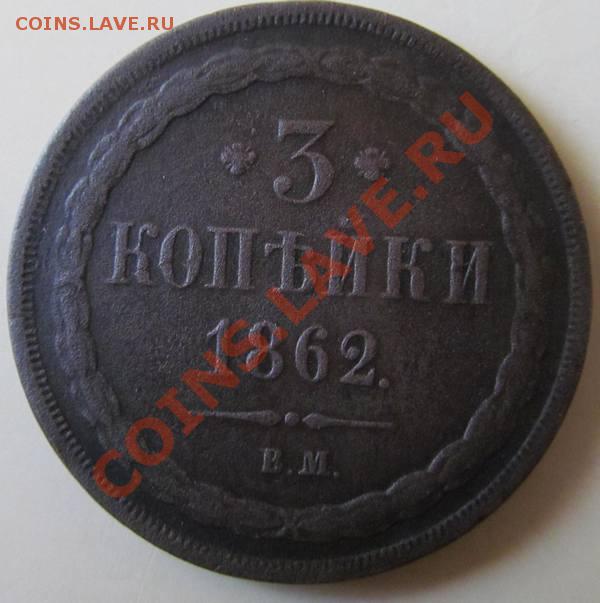 COINS.LAVE.RU
3
КОПѢЙКИ
1862.
В.М.
COINS.LAVE.RU